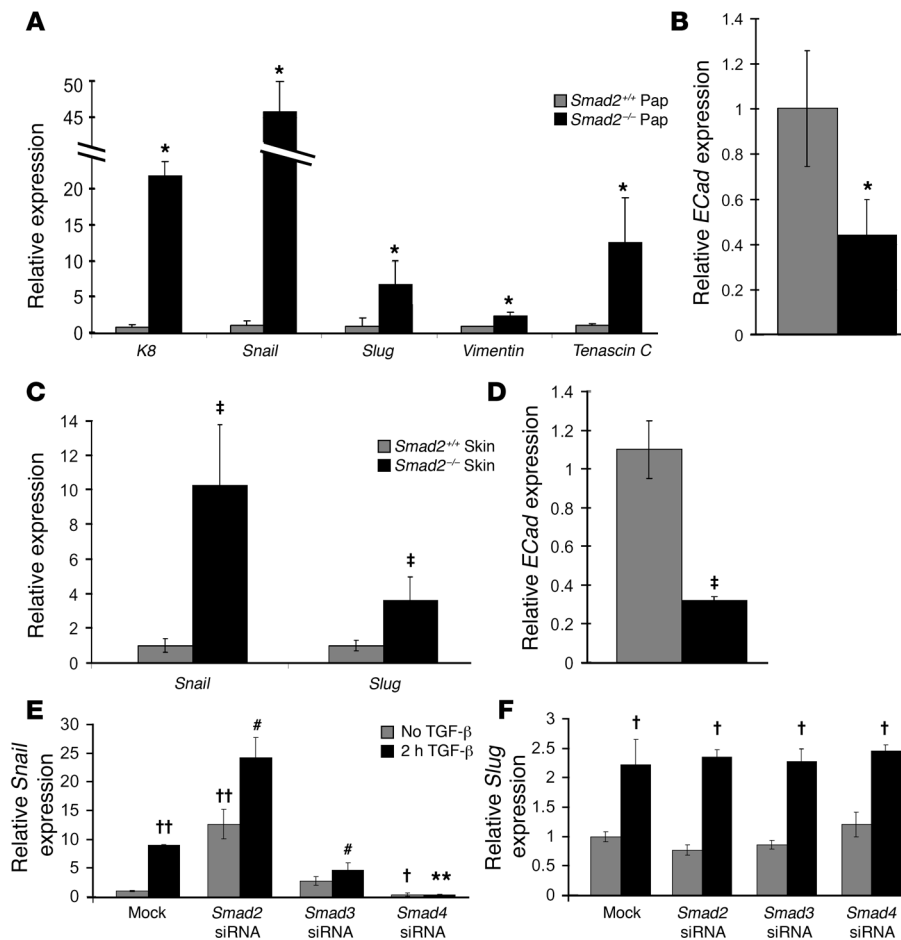 A
Relative expression
50
45
20
15
10
5
0
* * * * *
Smad2+/+ Pap
Smad2–/– Pap
K8 Snail Slug Vimentin Tenascin C
B
Relative ECad expression
1.4
1.2
1
0.8
0.6
0.4
0.2
0
*
C
Relative expression
14
12
10
8
6
4
2
0
‡ ‡
Smad2+/+ Skin
Smad2–/– Skin
Snail Slug
D
Relative ECad expression
1.4
1.2
1
0.8
0.6
0.4
0.2
0
‡
E
Relative Snail
expression
30
25
20
15
10
5
0
†† †† # # † **
No TGF-β
2 h TGF-β
Mock Smad2 Smad3 Smad4
siRNA siRNA siRNA
F
Relative Slug
expression
3
2.5
2
1.5
1
0.5
0
† † † †
Mock Smad2 Smad3 Smad4
siRNA siRNA siRNA